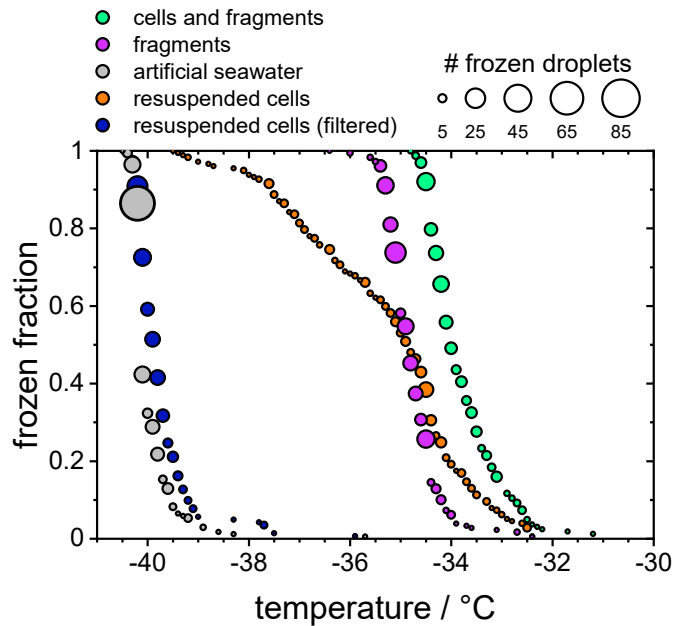 cells and fragments
fragments
artificial seawater
resuspended cells
resuspended cells (filtered)
# frozen droplets
5 25 45 65 85
1
0.8
0.6
0.4
0.2
0
frozen fraction
-40 -38 -36 -34 -32 -30
temperature / °C